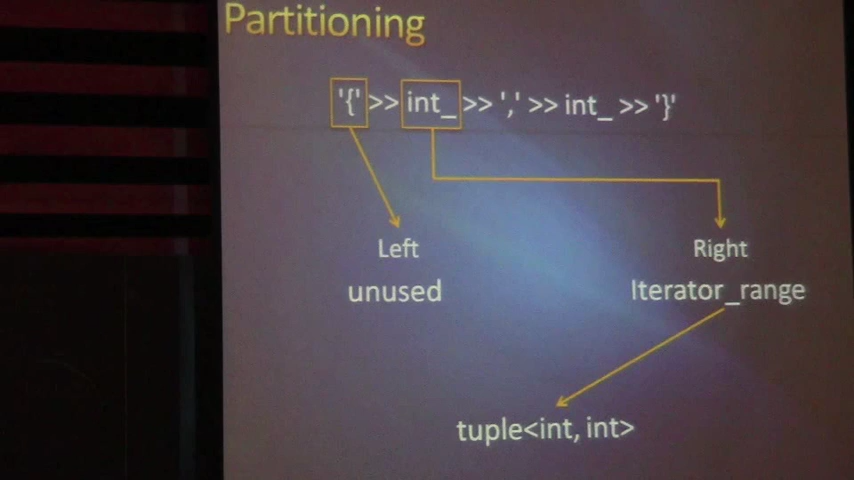 Partitioning
'{' >> int_ >> ',' >> int_ >> '}'
Left
Right
unused
Iterator_range
tuple<int, int>